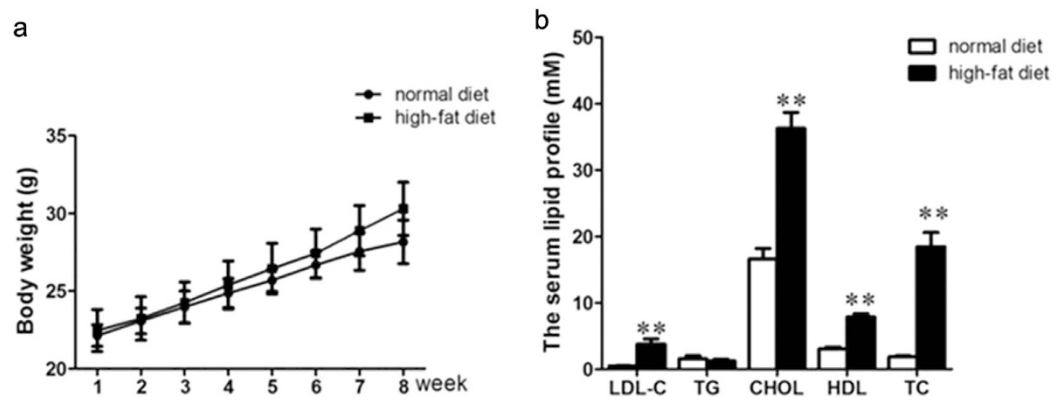 a
normal diet
high-fat diet
Body weight (g)
35
30
25
20
1 2 3 4 5 6 7 8 week
b
normal diet
high-fat diet
The serum lipid profile (mM)
50
40
30
20
10
0
**
**
**
**
LDL-C TG CHOL HDL TC